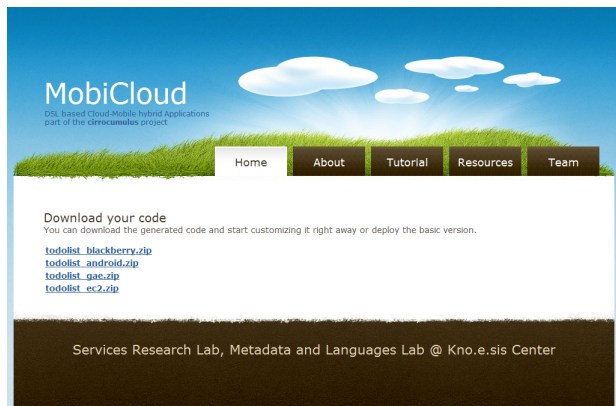 MobiCloud
DSL based Cloud-Mobile hybrid Applications
part of the cirrocumulus project
Home About Tutorial Resources Team
Download your code
You can download the generated code and start customizing it right away or deploy the basic version.
todolist_blackberry.zip
todolist_android.zip
todolist_gae.zip
todolist_ec2.zip
Services Research Lab, Metadata and Languages Lab @ Kno.e.sis Center